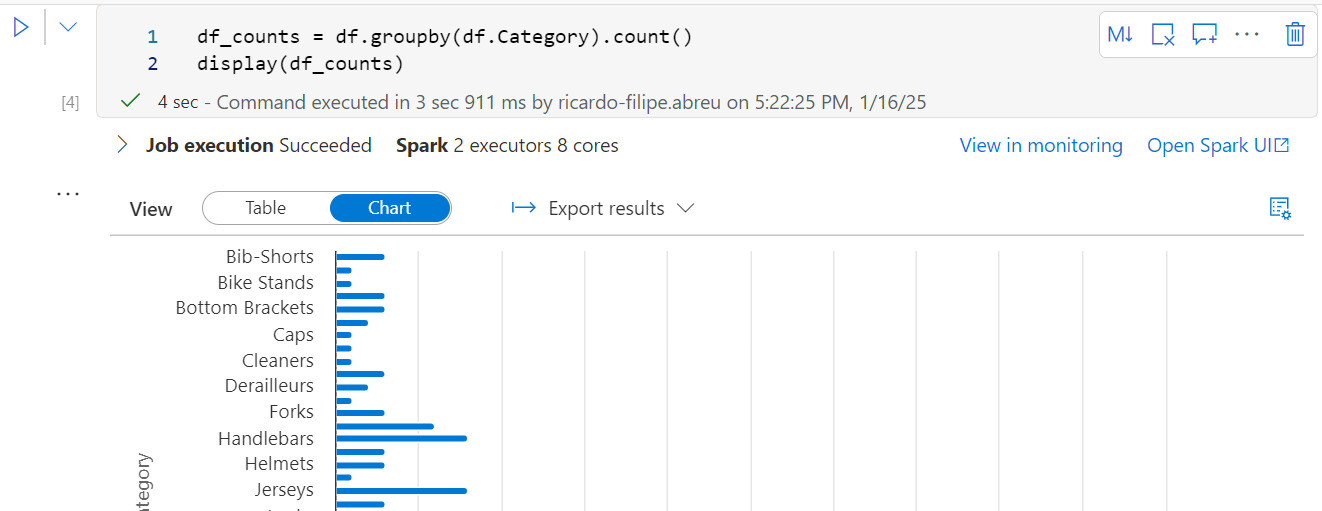 1 df_counts = df.groupby(df.Category).count()
2 display(df_counts)
M↓
[4] 4 sec - Command executed in 3 sec 911 ms by ricardo-filipe.abreu on 5:22:25 PM, 1/16/25
Job execution Succeeded Spark 2 executors 8 cores View in monitoring Open Spark UI
View Table Chart Export results
Bib-Shorts
Bike Stands
Bottom Brackets
Caps
Cleaners
Derailleurs
Forks
Handlebars
Helmets
Jerseys